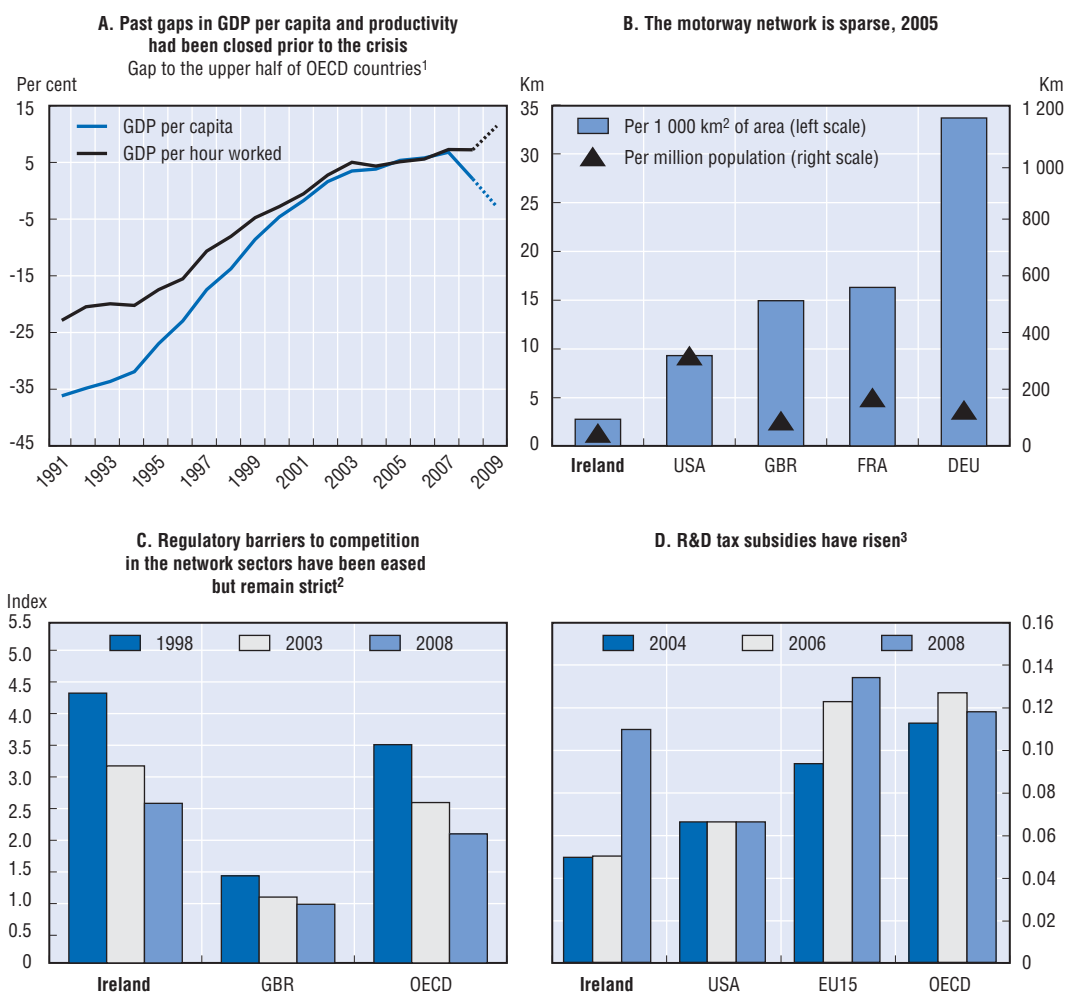 A. Past gaps in GDP per capita and productivity
had been closed prior to the crisis
Gap to the upper half of OECD countries1
Per cent
15
5
-5
-15
-25
-35
-45
GDP per capita
GDP per hour worked
1991
1993
1995
1997
1999
2001
2003
2005
2007
2009
B. The motorway network is sparse, 2005
Km
Km
35
30
25
20
15
10
5
0
Per 1 000 km2 of area (left scale)
Per million population (right scale)
1 200
1 000
800
600
400
200
0
Ireland
USA
GBR
FRA
DEU
C. Regulatory barriers to competition
in the network sectors have been eased
but remain strict2
Index
5.5
5.0
4.5
4.0
3.5
3.0
2.5
2.0
1.5
1.0
0.5
0
1998
2003
2008
Ireland
GBR
OECD
D. R&D tax subsidies have risen3
2004
2006
2008
0.16
0.14
0.12
0.10
0.08
0.06
0.04
0.02
0
Ireland
USA
EU15
OECD